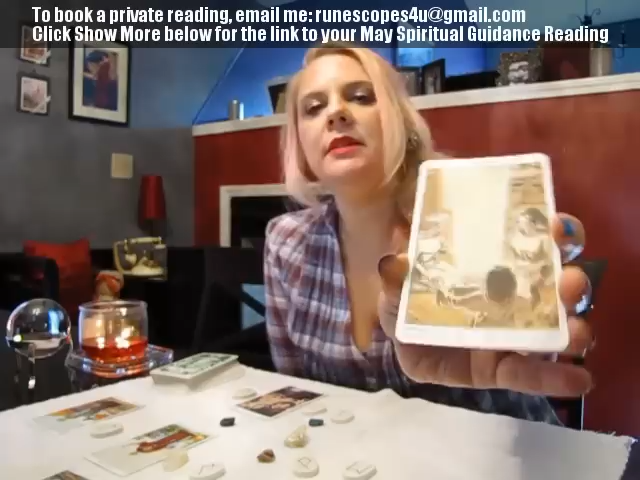 To book a private reading, email me: runescopes4u@gmail.com
Click Show More below for the link to your May Spiritual Guidance Reading